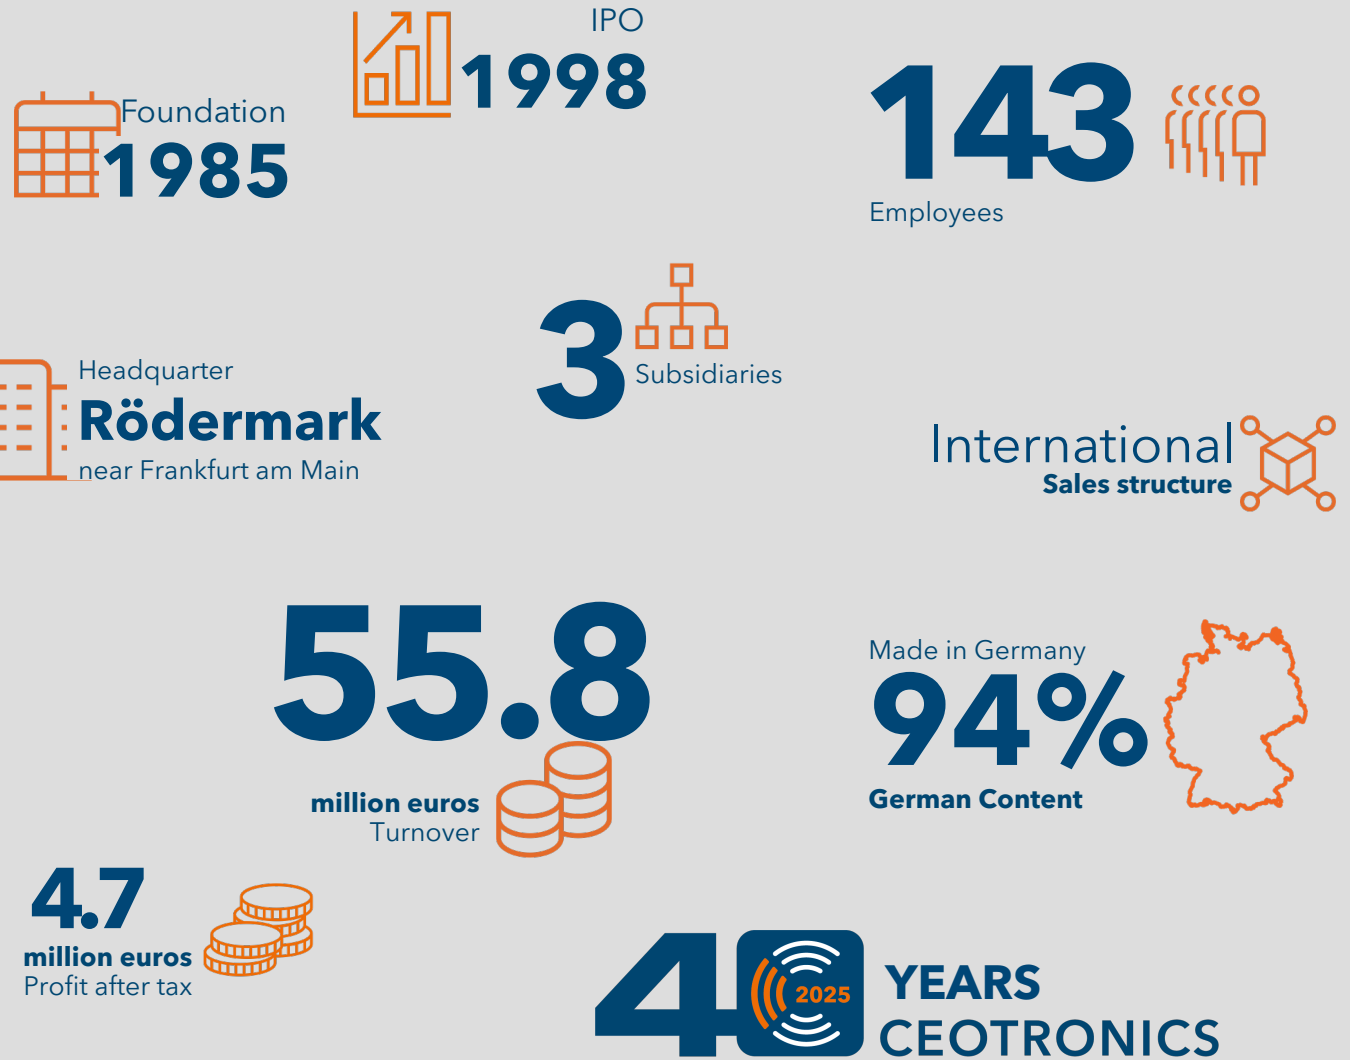 IPO
1998
Foundation
1985
143
Employees
3
Subsidiaries
Headquarter
Rödermark
near Frankfurt am Main
International
Sales structure
55.8
million euros
Turnover
Made in Germany
94%
German Content
4.7
million euros
Profit after tax
40
2025
YEARS
CEOTRONICS